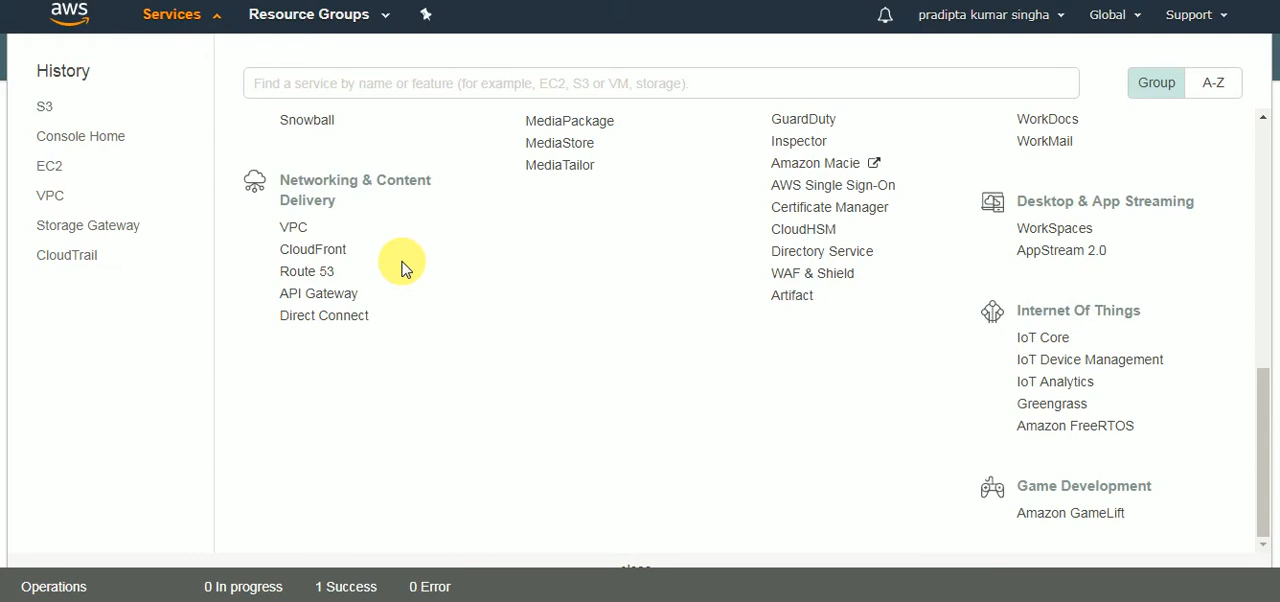 aws
Services
Resource Groups
pradipta kumar singha
Global
Support
History
S3
Console Home
EC2
VPC
Storage Gateway
CloudTrail
Find a service by name or feature (for example, EC2, S3 or VM, storage).
Group
A-Z
Snowball
Networking & Content
Delivery
VPC
CloudFront
Route 53
API Gateway
Direct Connect
MediaPackage
MediaStore
MediaTailor
GuardDuty
Inspector
Amazon Macie
AWS Single Sign-On
Certificate Manager
CloudHSM
Directory Service
WAF & Shield
Artifact
WorkDocs
WorkMail
Desktop & App Streaming
WorkSpaces
AppStream 2.0
Internet Of Things
IoT Core
IoT Device Management
IoT Analytics
Greengrass
Amazon FreeRTOS
Game Development
Amazon GameLift
Operations
0 In progress
1 Success
0 Error